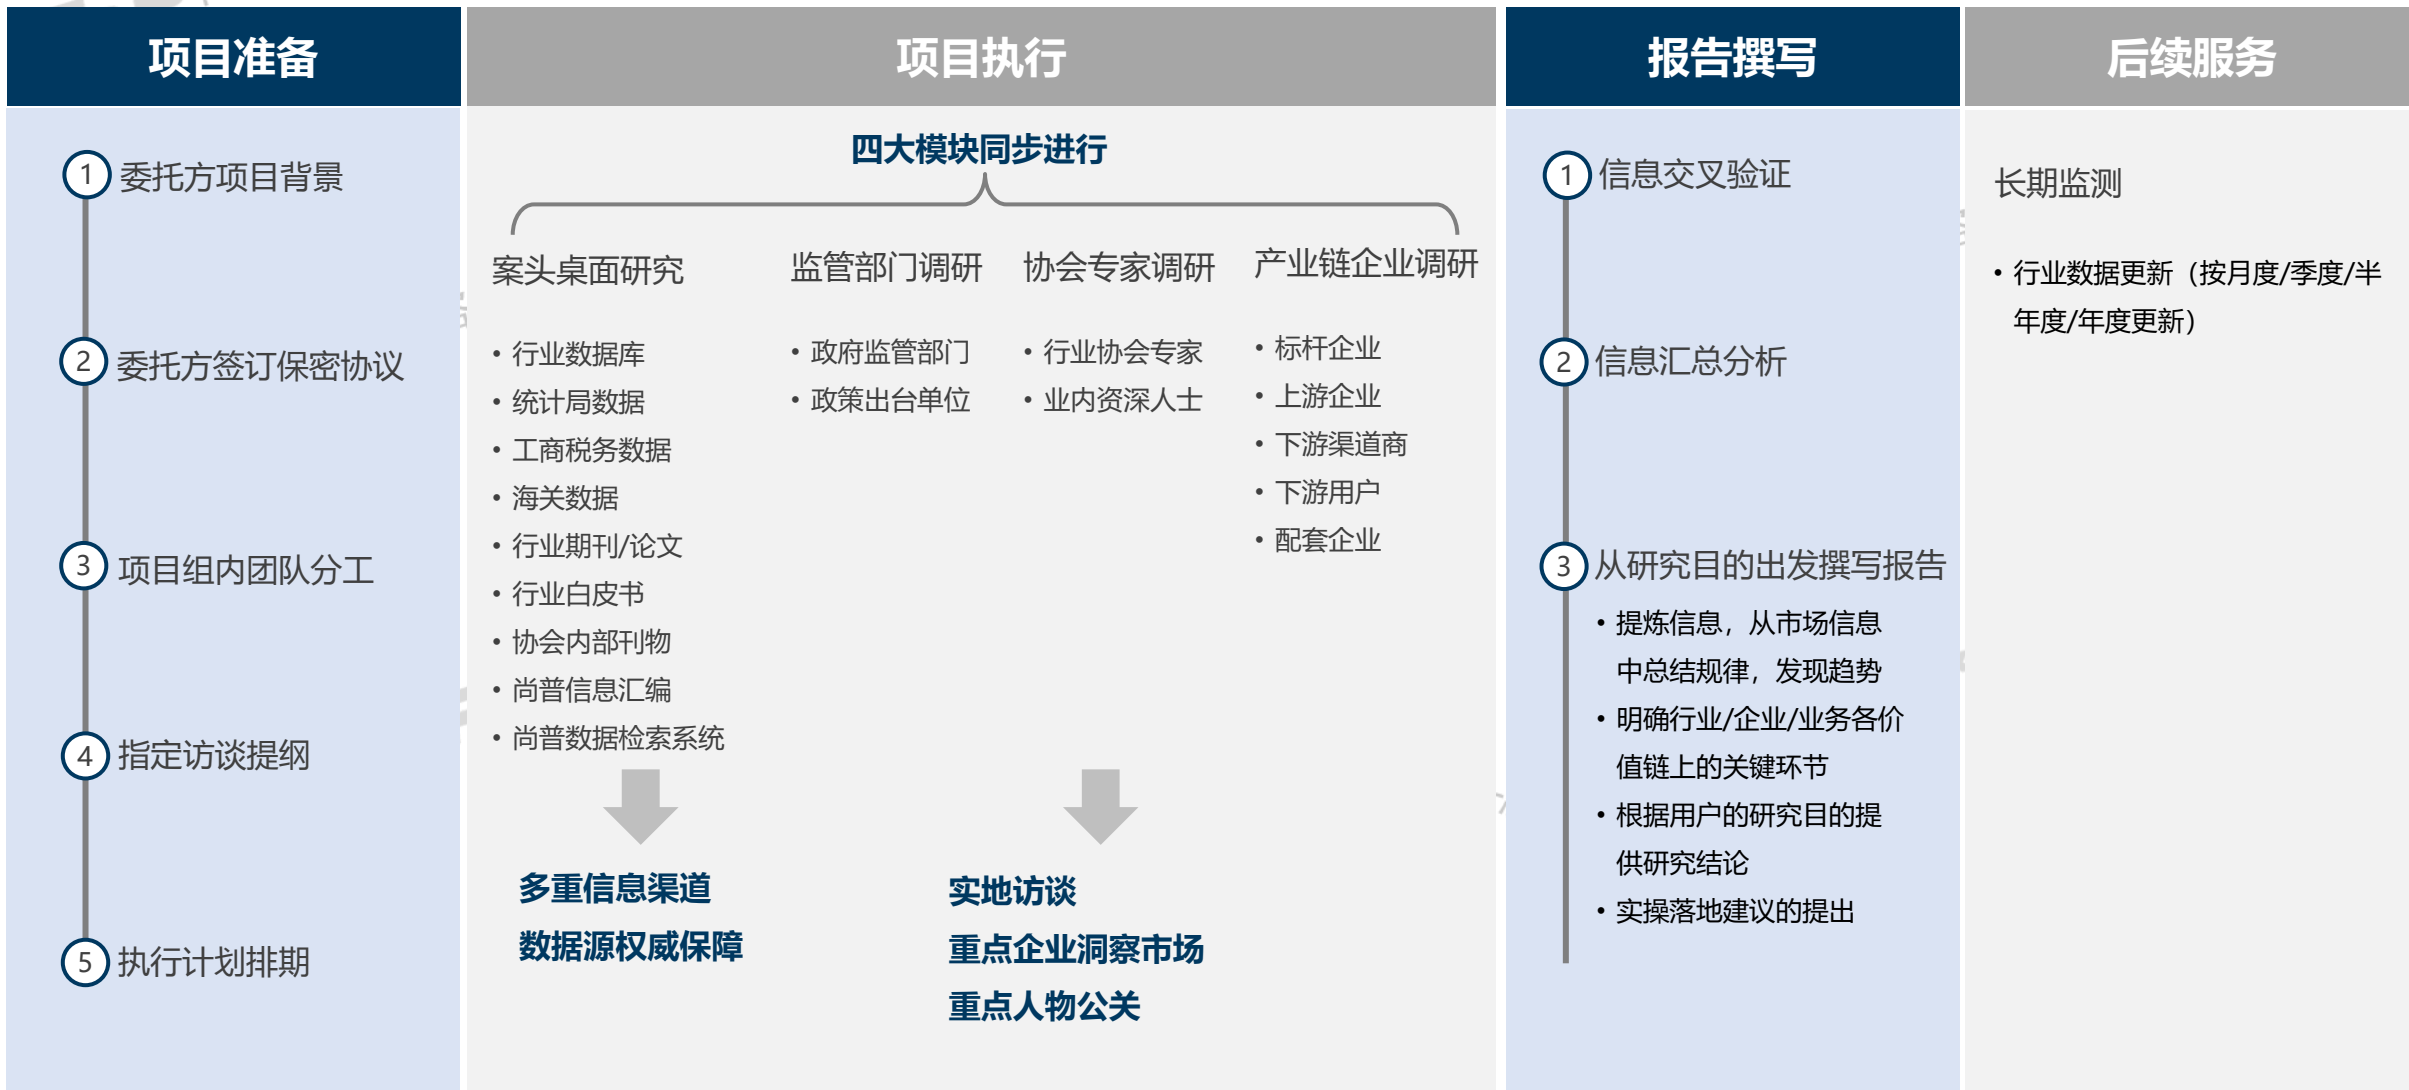 项目准备
1 委托方项目背景
2 委托方签订保密协议
3 项目组内团队分工
4 指定访谈提纲
5 执行计划排期
项目执行
四大模块同步进行
案头桌面研究
• 行业数据库
• 统计局数据
• 工商税务数据
• 海关数据
• 行业期刊/论文
• 行业白皮书
• 协会内部刊物
• 尚普信息汇编
• 尚普数据检索系统
监管部门调研
• 政府监管部门
• 政策出台单位
协会专家调研
• 行业协会专家
• 业内资深人士
产业链企业调研
• 标杆企业
• 上游企业
• 下游渠道商
• 下游用户
• 配套企业
多重信息渠道
数据源权威保障
实地访谈
重点企业洞察市场
重点人物公关
报告撰写
1 信息交叉验证
2 信息汇总分析
3 从研究目的出发撰写报告
• 提炼信息，从市场信息
中总结规律，发现趋势
• 明确行业/企业/业务各价
值链上的关键环节
• 根据用户的研究目的提
供研究结论
• 实操落地建议的提出
后续服务
长期监测
• 行业数据更新（按月度/季度/半
年度/年度更新）